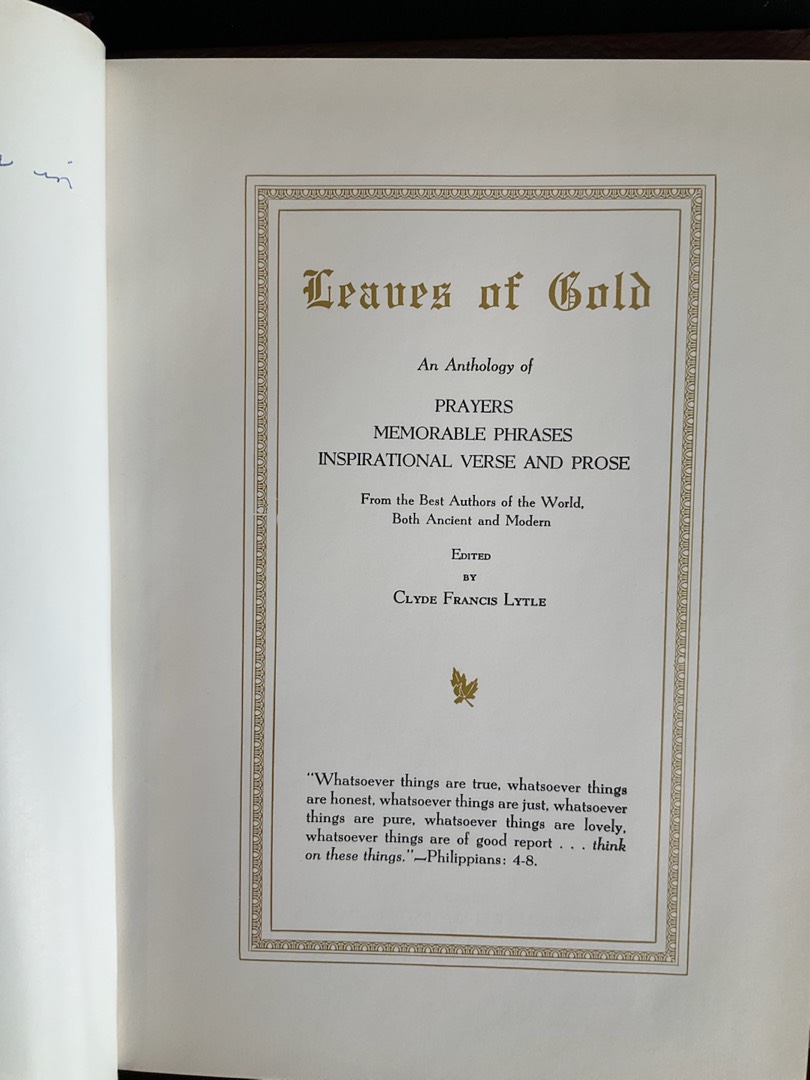 Leaves of Gold
An Anthology of
PRAYERS
MEMORABLE PHRASES
INSPIRATIONAL VERSE AND PROSE
From the Best Authors of the World,
Both Ancient and Modern
EDITED
BY
CLYDE FRANCIS LYTLE
"Whatsoever things are true, whatsoever things
are honest, whatsoever things are just, whatsoever
things are pure, whatsoever things are lovely,
whatsoever things are of good report . . . think
on these things."—Philippians: 4-8.